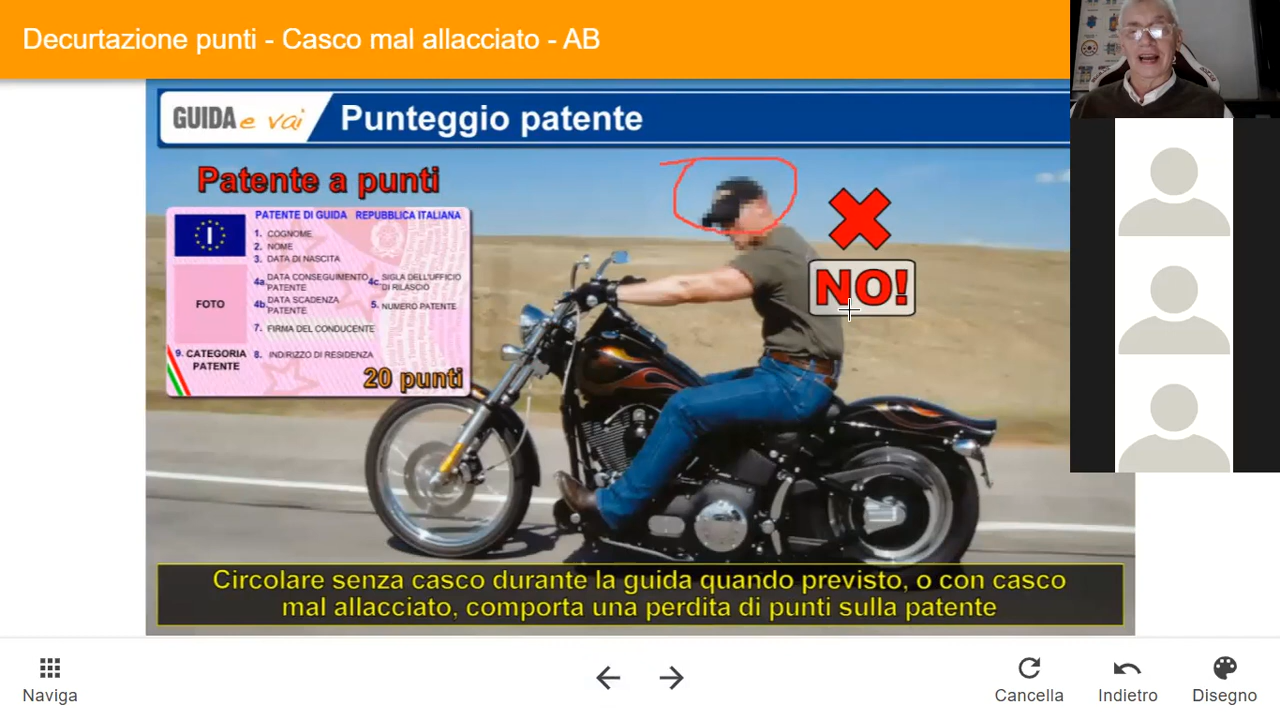 Decurtazione punti - Casco mal allacciato - AB
GUIDA e vai
Punteggio patente
Patente a punti
PATENTE DI GUIDA REPUBBLICA ITALIANA
I
1. COGNOME
2. NOME
3. DATA DI NASCITA
4a. DATA CONSEGUIMENTO PATENTE
4c. SIGLA DELL'UFFICIO DI RILASCIO
4b. DATA SCADENZA PATENTE
5. NUMERO PATENTE
FOTO
7. FIRMA DEL CONDUCENTE
9. CATEGORIA PATENTE
8. INDIRIZZO DI RESIDENZA
20 punti
NO!
Circolare senza casco durante la guida quando previsto, o con casco
mal allacciato, comporta una perdita di punti sulla patente
Naviga
Cancella
Indietro
Disegno